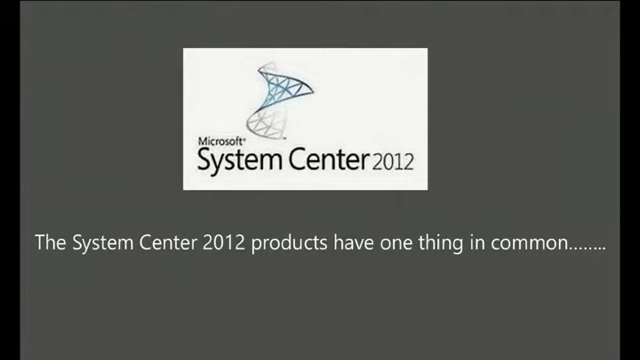 Microsoft®
System Center 2012
The System Center 2012 products have one thing in common........